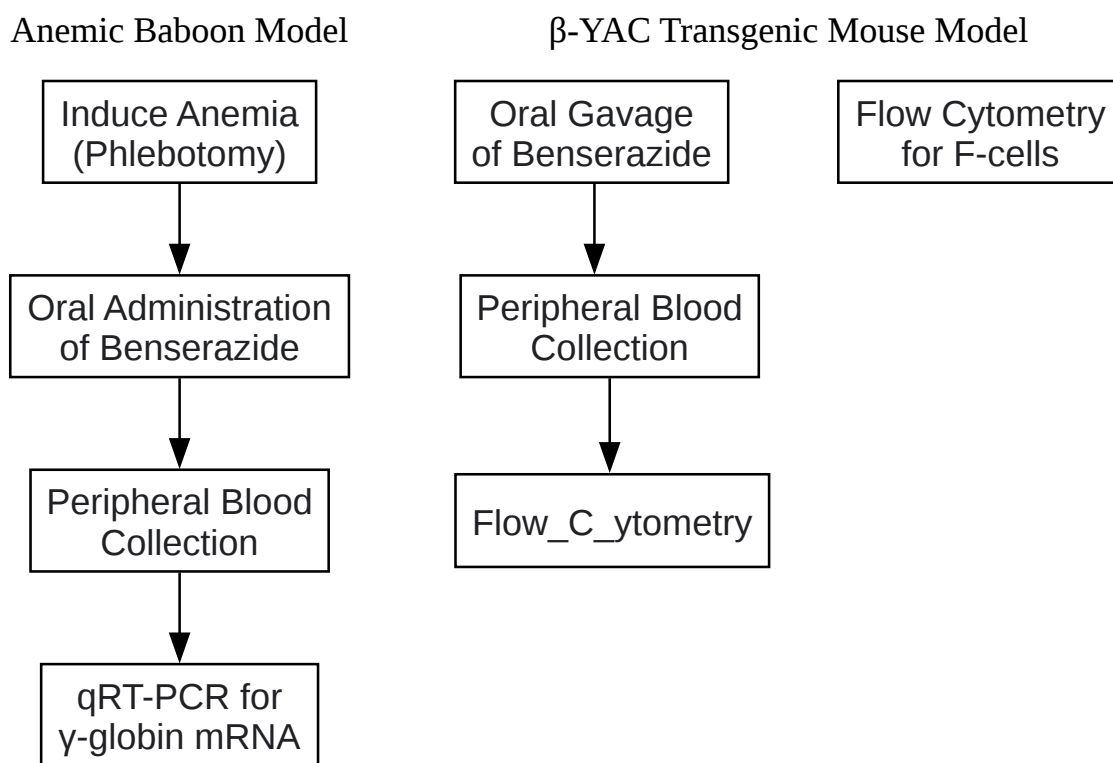 Anemic Baboon Model
Induce Anemia
(Phlebotomy)
Oral Administration
of Benserazide
Peripheral Blood
Collection
qRT-PCR for
γ-globin mRNA
β-YAC Transgenic Mouse Model
Oral Gavage
of Benserazide
Peripheral Blood
Collection
Flow_C_ytometry
Flow Cytometry
for F-cells